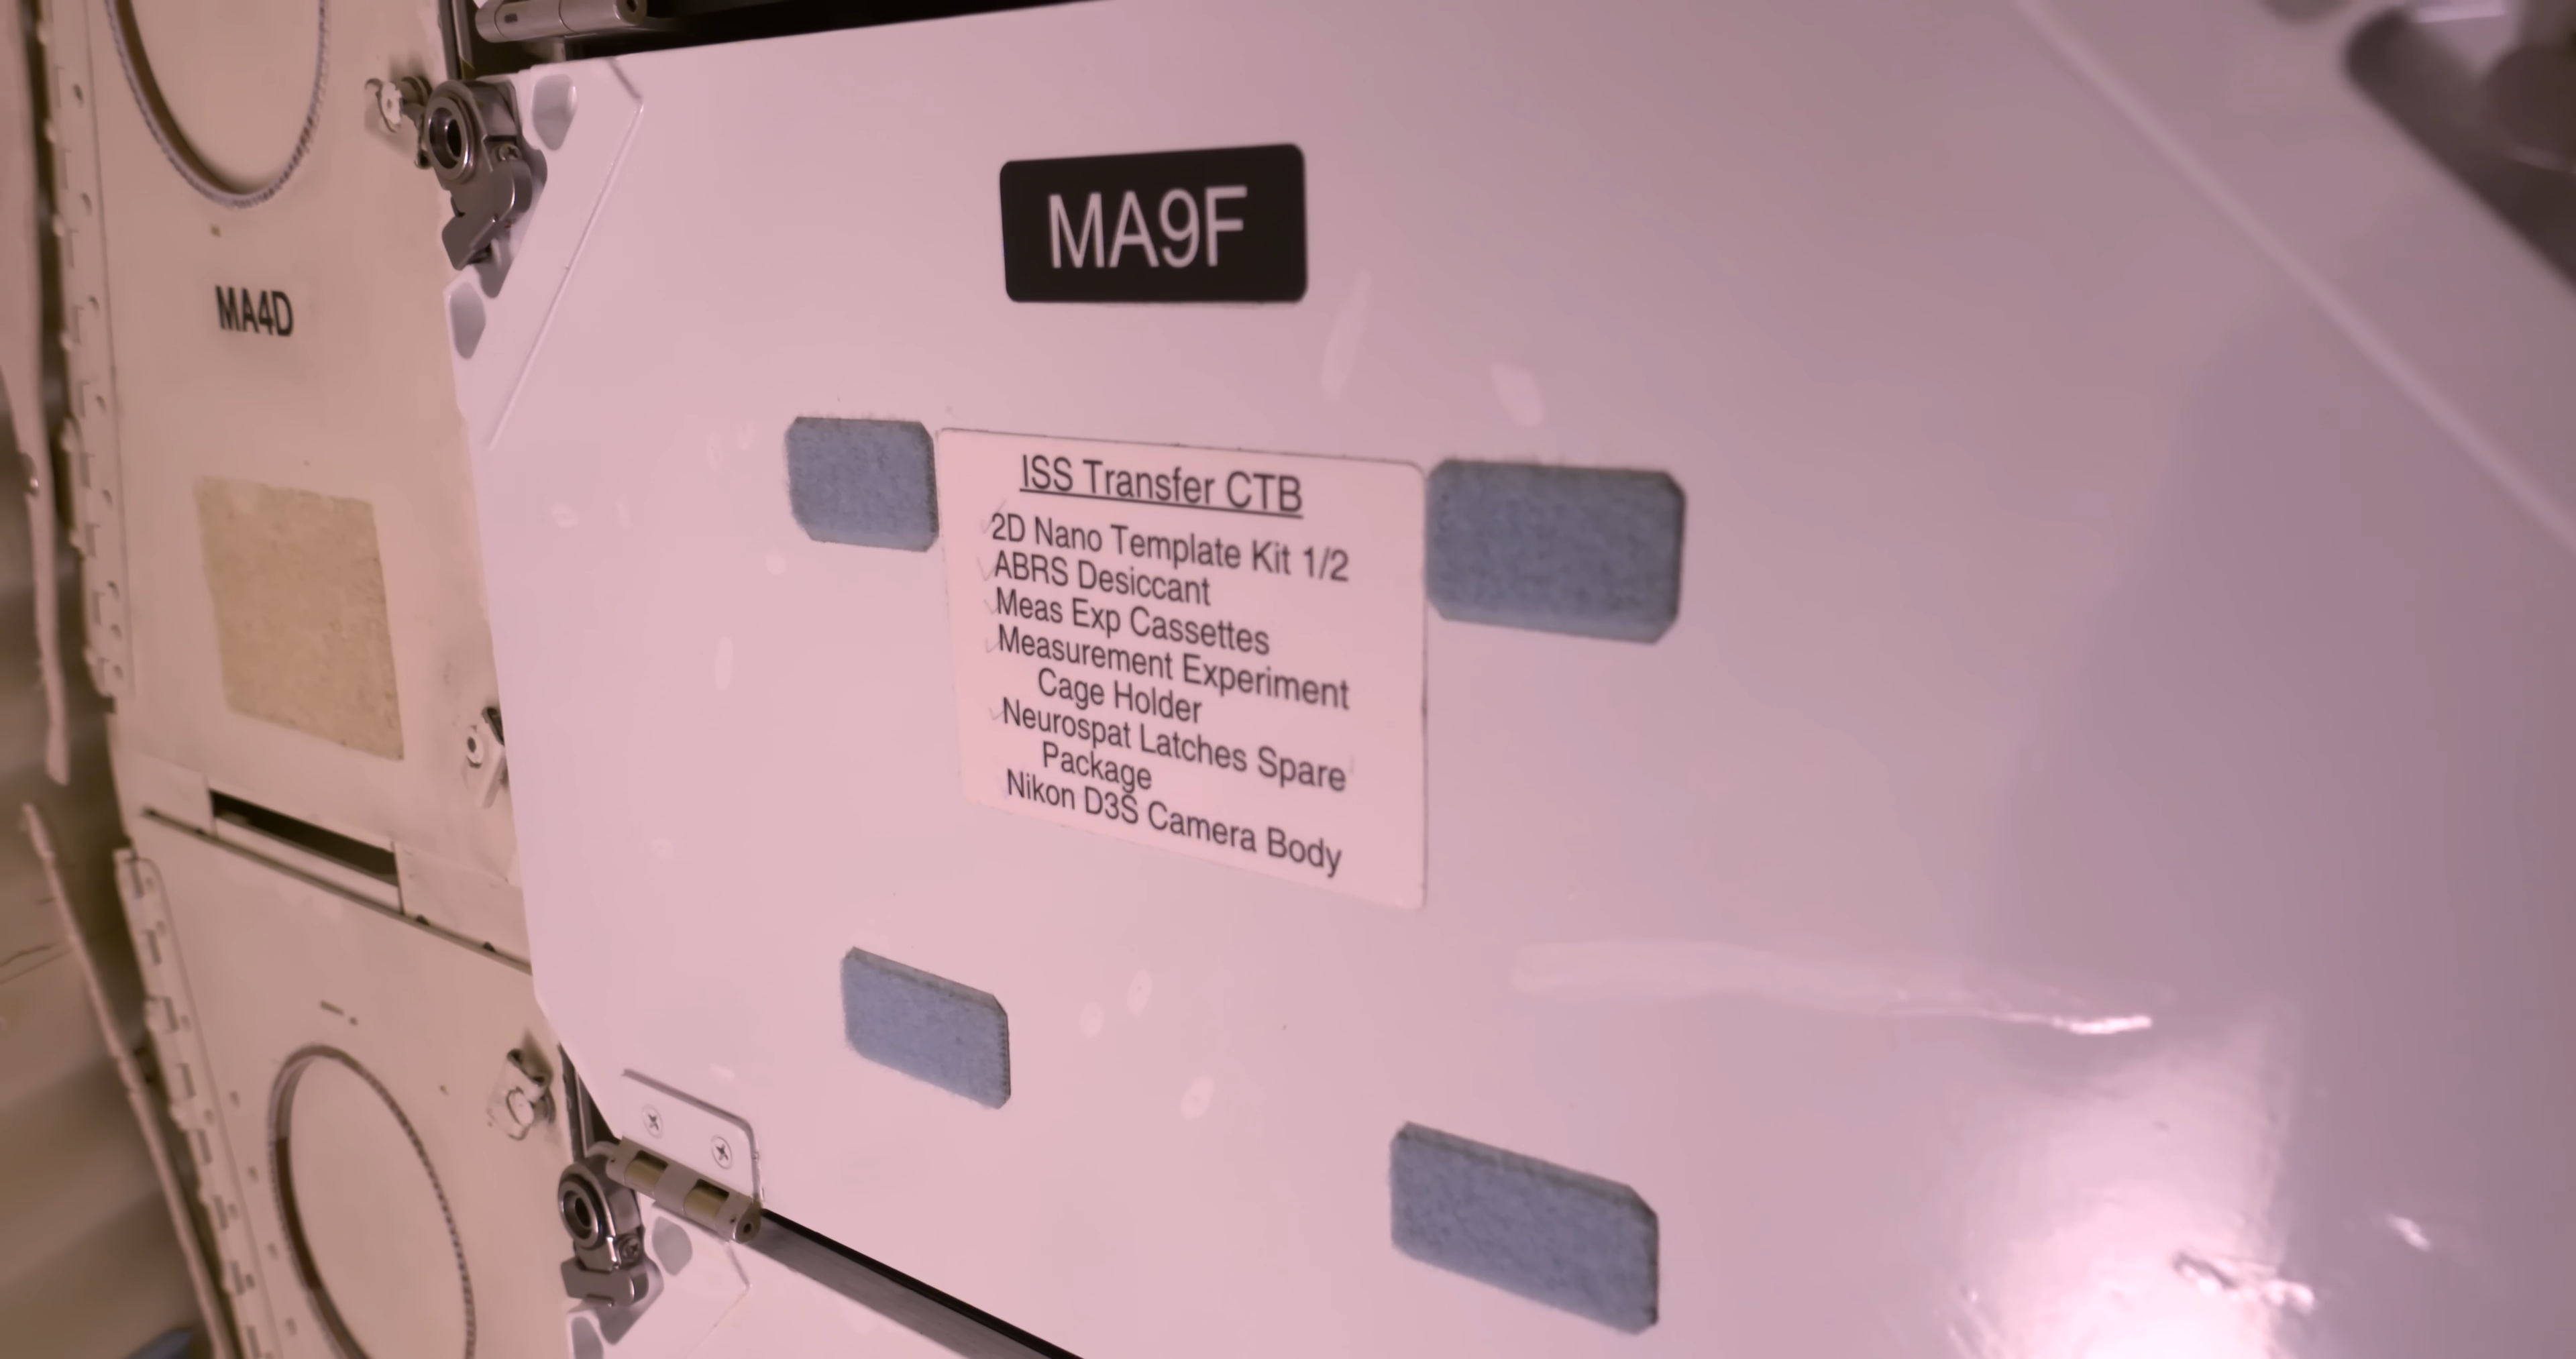 MA9F
MA4D
ISS Transfer CTB
2D Nano Template Kit 1/2
ABRS Desiccant
Meas Exp Cassettes
Measurement Experiment
Cage Holder
Neurospat Latches Spare
Package
Nikon D3S Camera Body